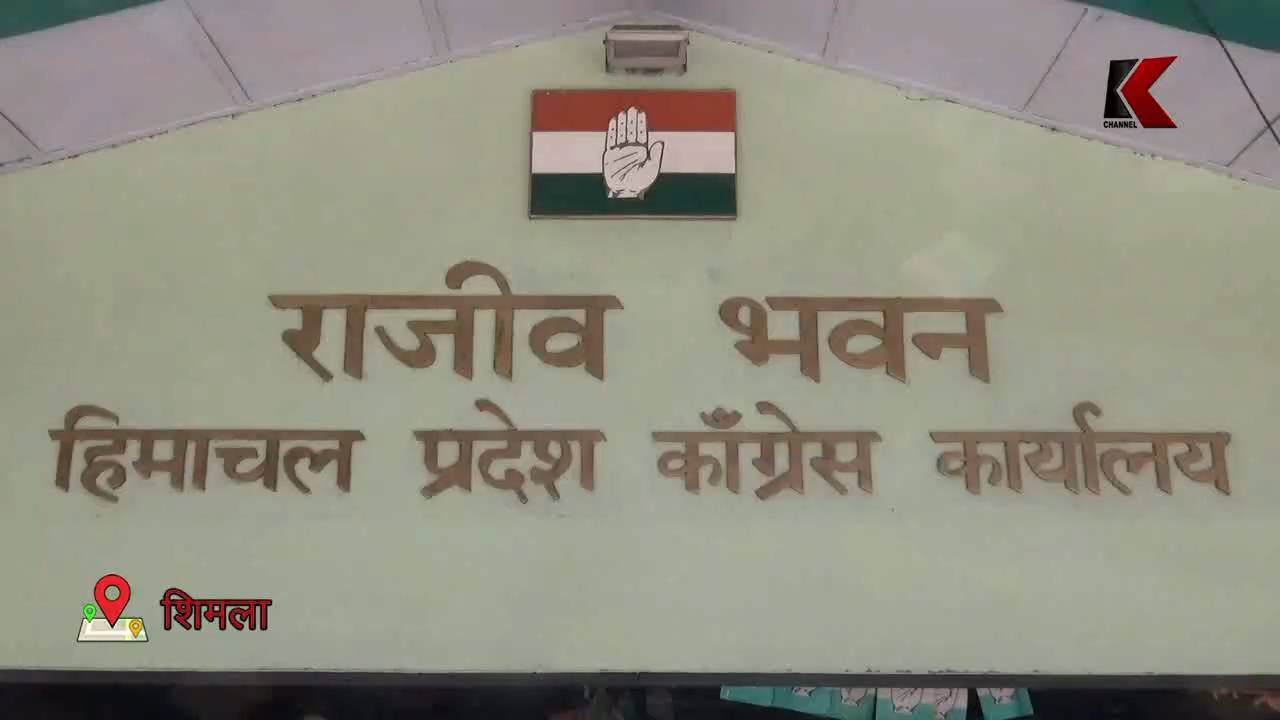 K
CHANNEL
राजीव भवन
हिमाचल प्रदेश काँग्रेस कार्यालय
शिमला